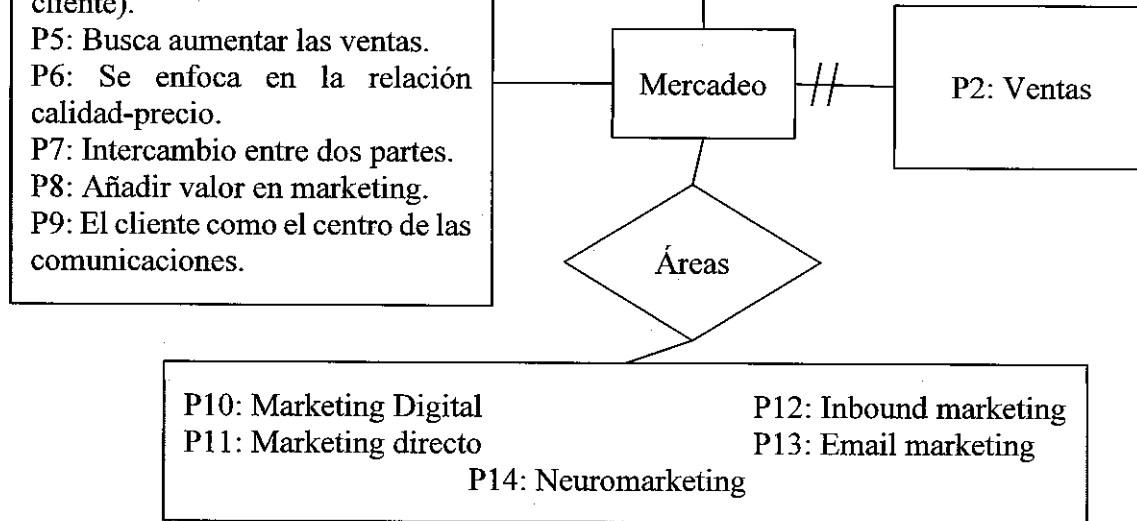 cliente).
P5: Busca aumentar las ventas.
P6: Se enfoca en la relación
calidad-precio.
P7: Intercambio entre dos partes.
P8: Añadir valor en marketing.
P9: El cliente como el centro de las
comunicaciones.
Mercadeo
P2: Ventas
Áreas
P10: Marketing Digital
P12: Inbound marketing
P11: Marketing directo
P13: Email marketing
P14: Neuromarketing